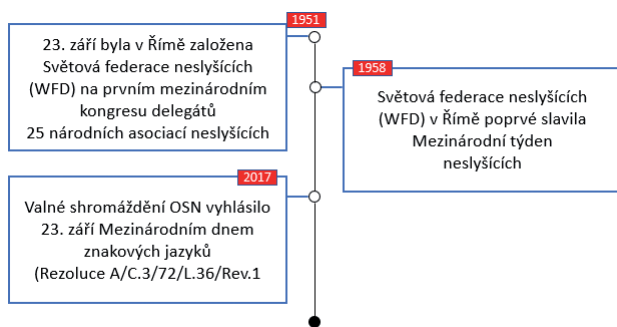 1951
23. září byla v Římě založena
Světová federace neslyšících
(WFD) na prvním mezinárodním
kongresu delegátů
25 národních asociací neslyšících
1958
Světová federace neslyšících
(WFD) v Římě poprvé slavila
Mezinárodní týden
neslyšících
2017
Valné shromáždění OSN vyhlásilo
23. září Mezinárodním dnem
znakových jazyků
(Rezoluce A/C.3/72/L.36/Rev.1